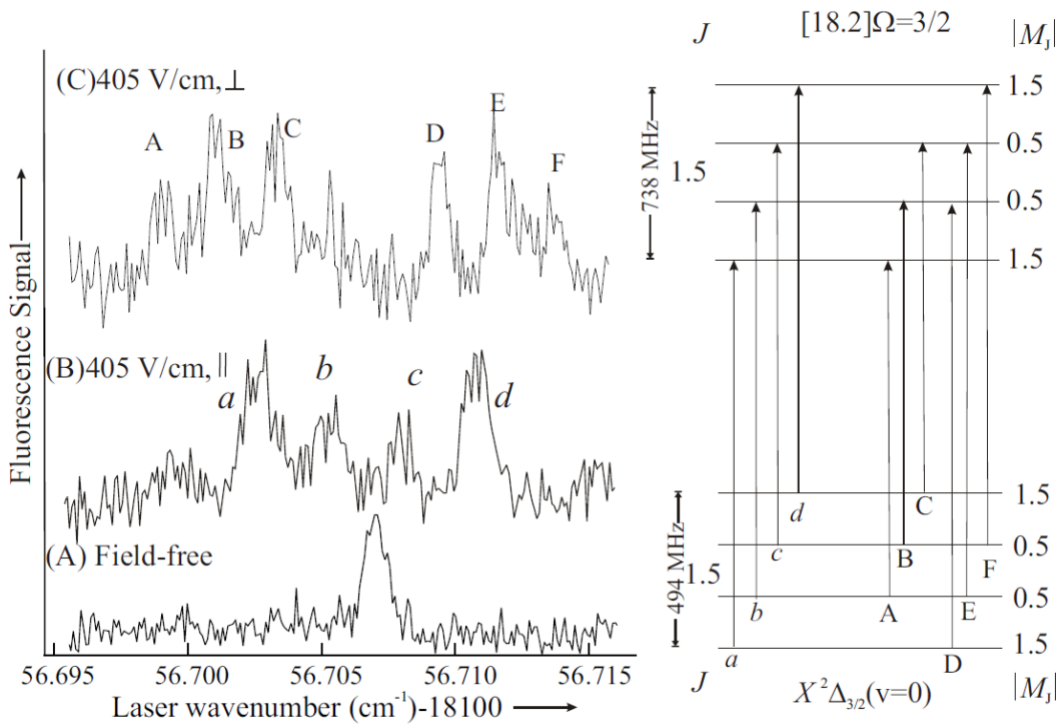 (C)405 V/cm,⊥
A
B
C
D
E
F
(B)405 V/cm, ||
a
b
c
d
(A) Field-free
Fluorescence Signal
56.695
56.700
56.705
56.710
56.715
Laser wavenumber (cm⁻¹)-18100
J
[18.2]Ω=3/2
|M_J|
1.5
0.5
0.5
1.5
738 MHz
1.5
1.5
0.5
0.5
1.5
494 MHz
1.5
d
C
c
B
F
b
A
E
a
D
J
X ²Δ₃/₂(v=0)
|M_J|